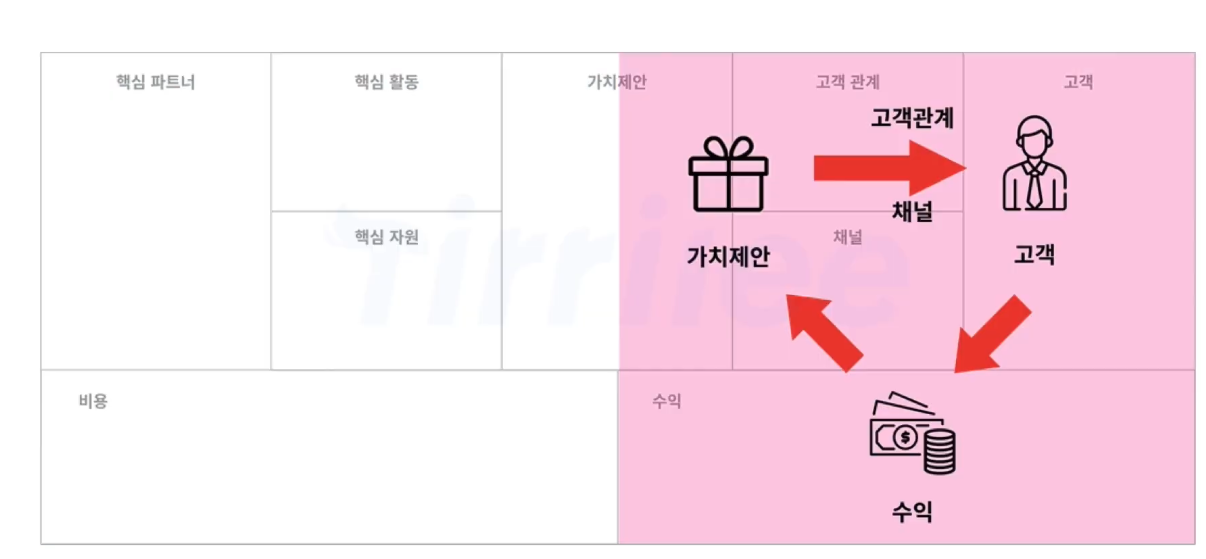 핵심 파트너
핵심 활동
가치제안
고객 관계
고객
고객관계
채널
핵심 자원
채널
가치제안
고객
비용
수익
$
수익
Tirrilee